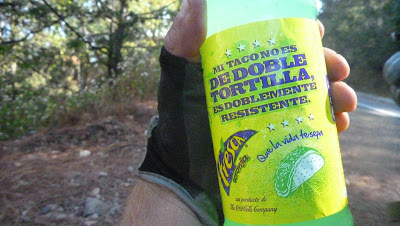 MI TACO NO ES
DE DOBLE
TORTILLA,
ES DOBLEMENTE
RESISTENTE.
FRESCA
Que la vida te sepa
un producto de
The Coca-Cola Company